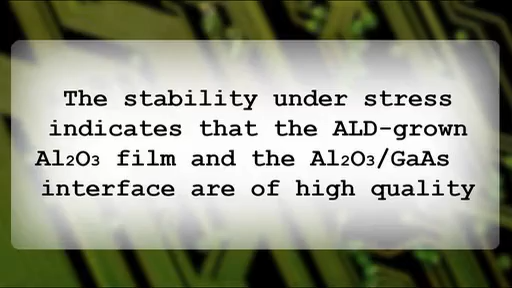 The stability under stress
indicates that the ALD-grown
Al₂O₃ film and the Al₂O₃/GaAs
interface are of high quality